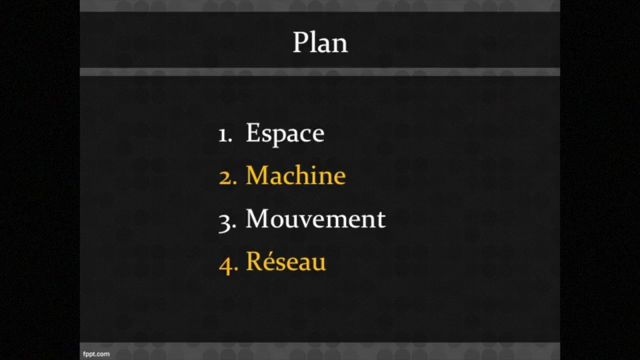 Plan
1. Espace
2. Machine
3. Mouvement
4. Réseau
fppt.com